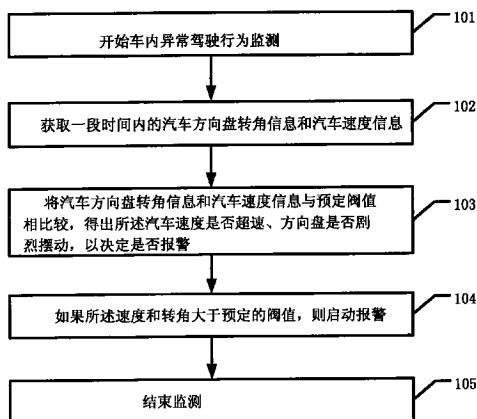 开始车内异常驾驶行为监测
101
获取一段时间内的汽车方向盘转角信息和汽车速度信息
102
将汽车方向盘转角信息和汽车速度信息与预定阀值
相比较，得出所述汽车速度是否超速、方向盘是否剧
烈摆动，以决定是否报警
103
如果所述速度和转角大于预定的阀值，则启动报警
104
结束监测
105